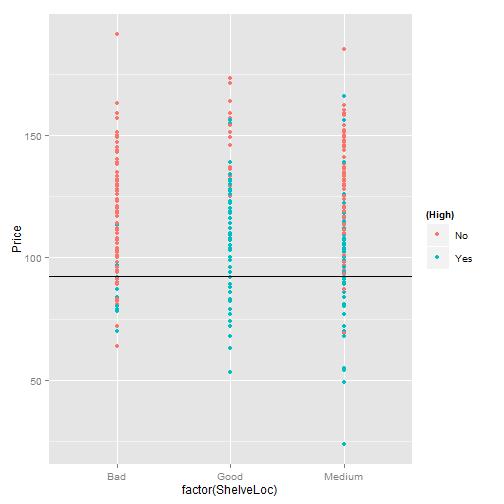 Price
150
100
50
Bad Good Medium
factor(ShelveLoc)
(High)
No
Yes